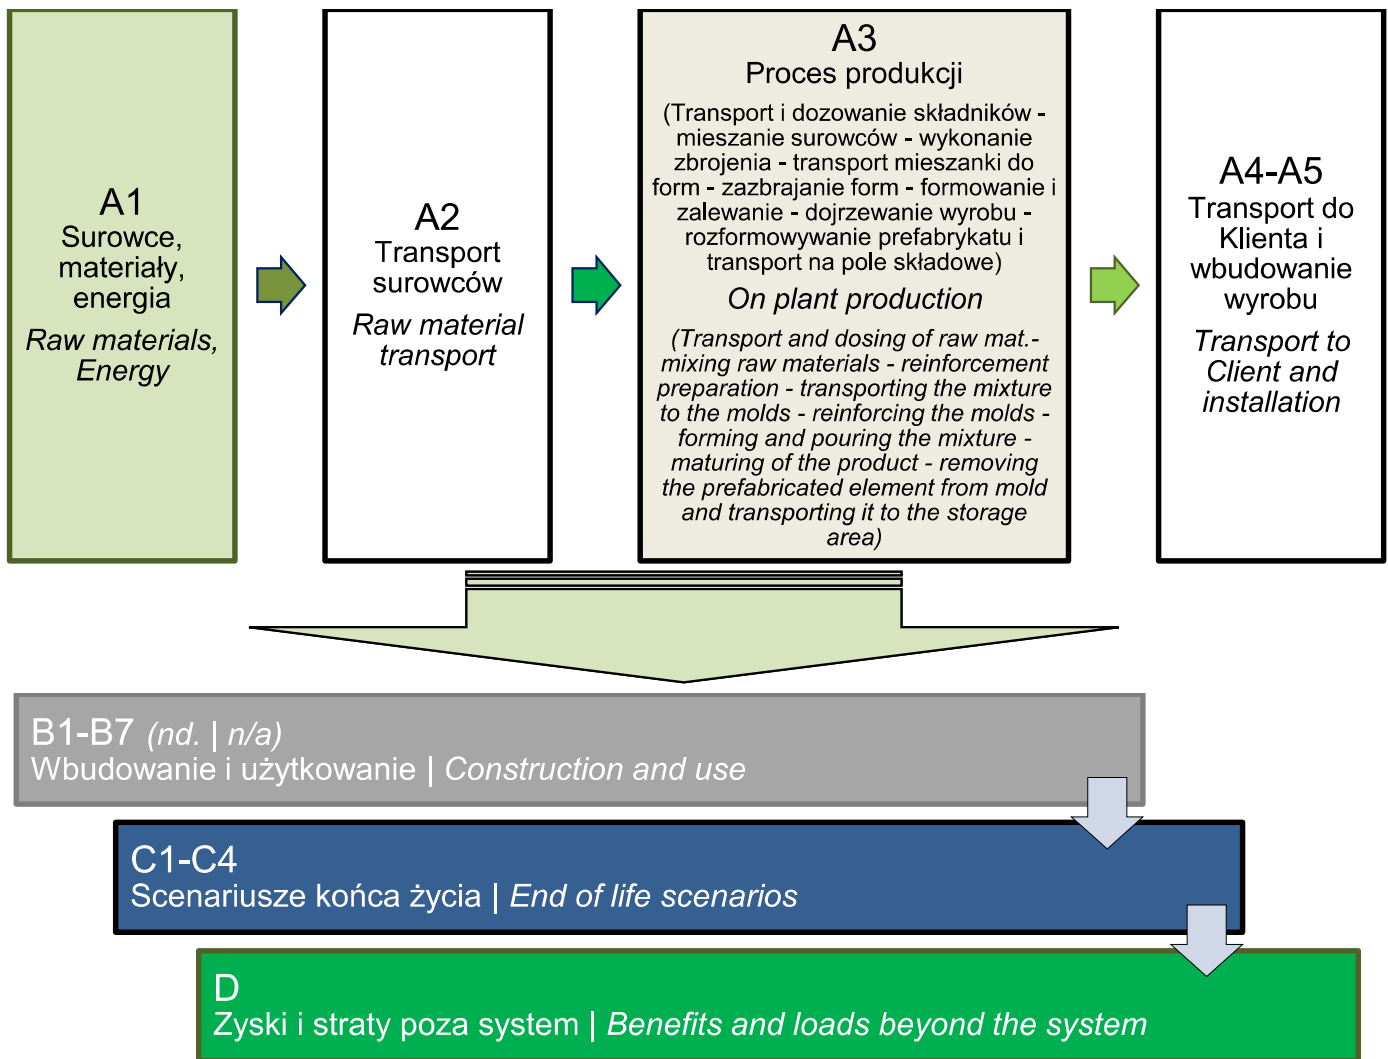 A1
Surowce,
materiały,
energia
Raw materials,
Energy
A2
Transport
surowców
Raw material
transport
A3
Proces produkcji
(Transport i dozowanie składników -
mieszanie surowców - wykonanie
zbrojenia - transport mieszanki do
form - zazbrajanie form - formowanie i
zalewanie - dojrzewanie wyrobu -
rozformowywanie prefabrykatu i
transport na pole składowe)
On plant production
(Transport and dosing of raw mat.-
mixing raw materials - reinforcement
preparation - transporting the mixture
to the molds - reinforcing the molds -
forming and pouring the mixture -
maturing of the product - removing
the prefabricated element from mold
and transporting it to the storage
area)
A4-A5
Transport do
Klienta i
wbudowanie
wyrobu
Transport to
Client and
installation
B1-B7 (nd. | n/a)
Wbudowanie i użytkowanie | Construction and use
C1-C4
Scenariusze końca życia | End of life scenarios
D
Zyski i straty poza system | Benefits and loads beyond the system